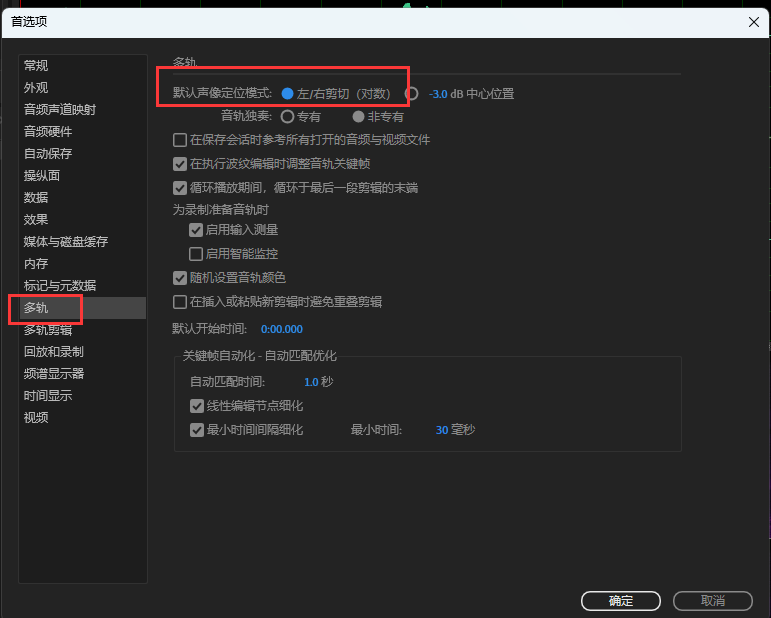 首选项
常规
外观
音频声道映射
音频硬件
自动保存
操纵面
数据
效果
媒体与磁盘缓存
内存
标记与元数据
多轨
多轨剪辑
回放和录制
频谱显示器
时间显示
视频
多轨
默认声像定位模式: 左/右剪切（对数） -3.0 dB 中心位置
音轨独奏: 专有 非专有
在保存会话时参考所有打开的音频与视频文件
在执行波纹编辑时调整音轨关键帧
循环播放期间，循环于最后一段剪辑的末端
为录制准备音轨时
启用输入测量
启用智能监控
随机设置音轨颜色
在插入或粘贴新剪辑时避免重叠剪辑
默认开始时间: 0:00.000
关键帧自动化 - 自动匹配优化
自动匹配时间: 1.0 秒
线性编辑节点细化
最小时间间隔细化 最小时间: 30 毫秒
确定 取消